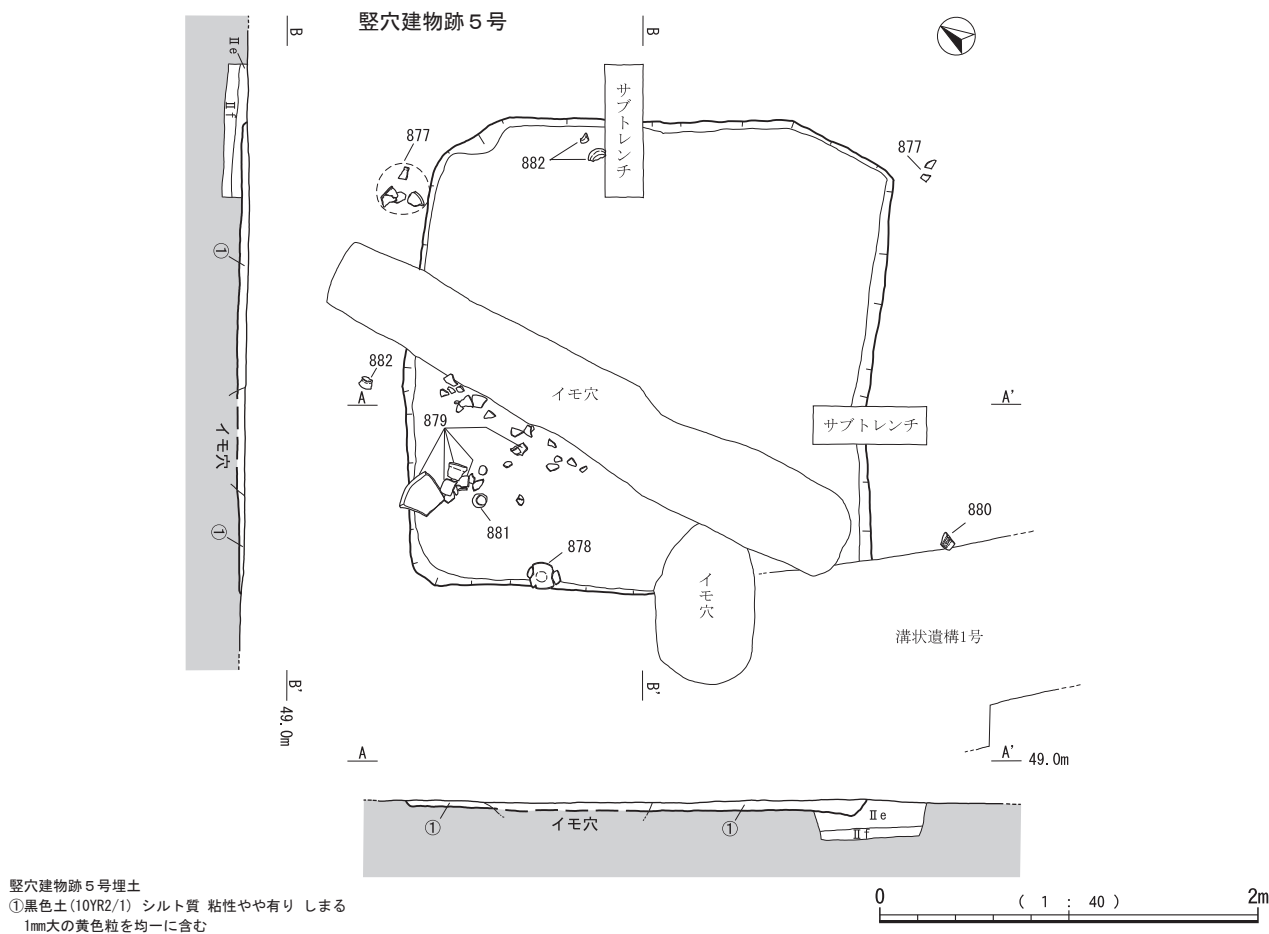 竪穴建物跡5号
B
B
Ⅱe
Ⅱf
サブトレンチ
877
882
877
①
882
A
A'
イモ穴
サブトレンチ
879
イモ穴
①
881
878
880
イモ穴
溝状遺構1号
B'
49.0m
B'
A
A' 49.0m
①
イモ穴
①
Ⅱe
Ⅱf
竪穴建物跡5号埋土
①黒色土(10YR2/1) シルト質 粘性やや有り しまる
1mm大の黄色粒を均一に含む
0
( 1 : 40 )
2m